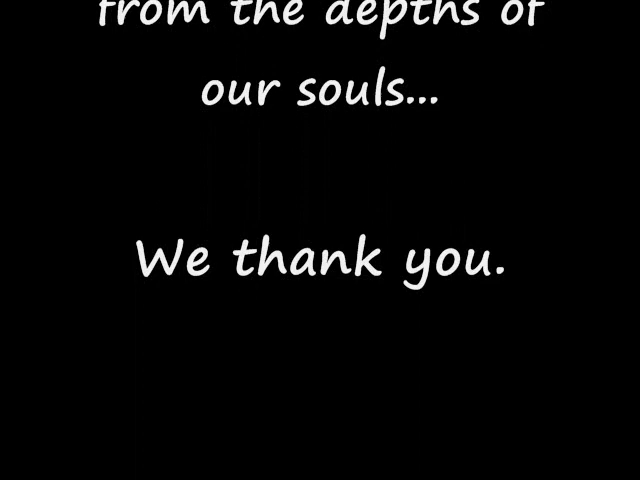 from the depths of
our souls...
We thank you.